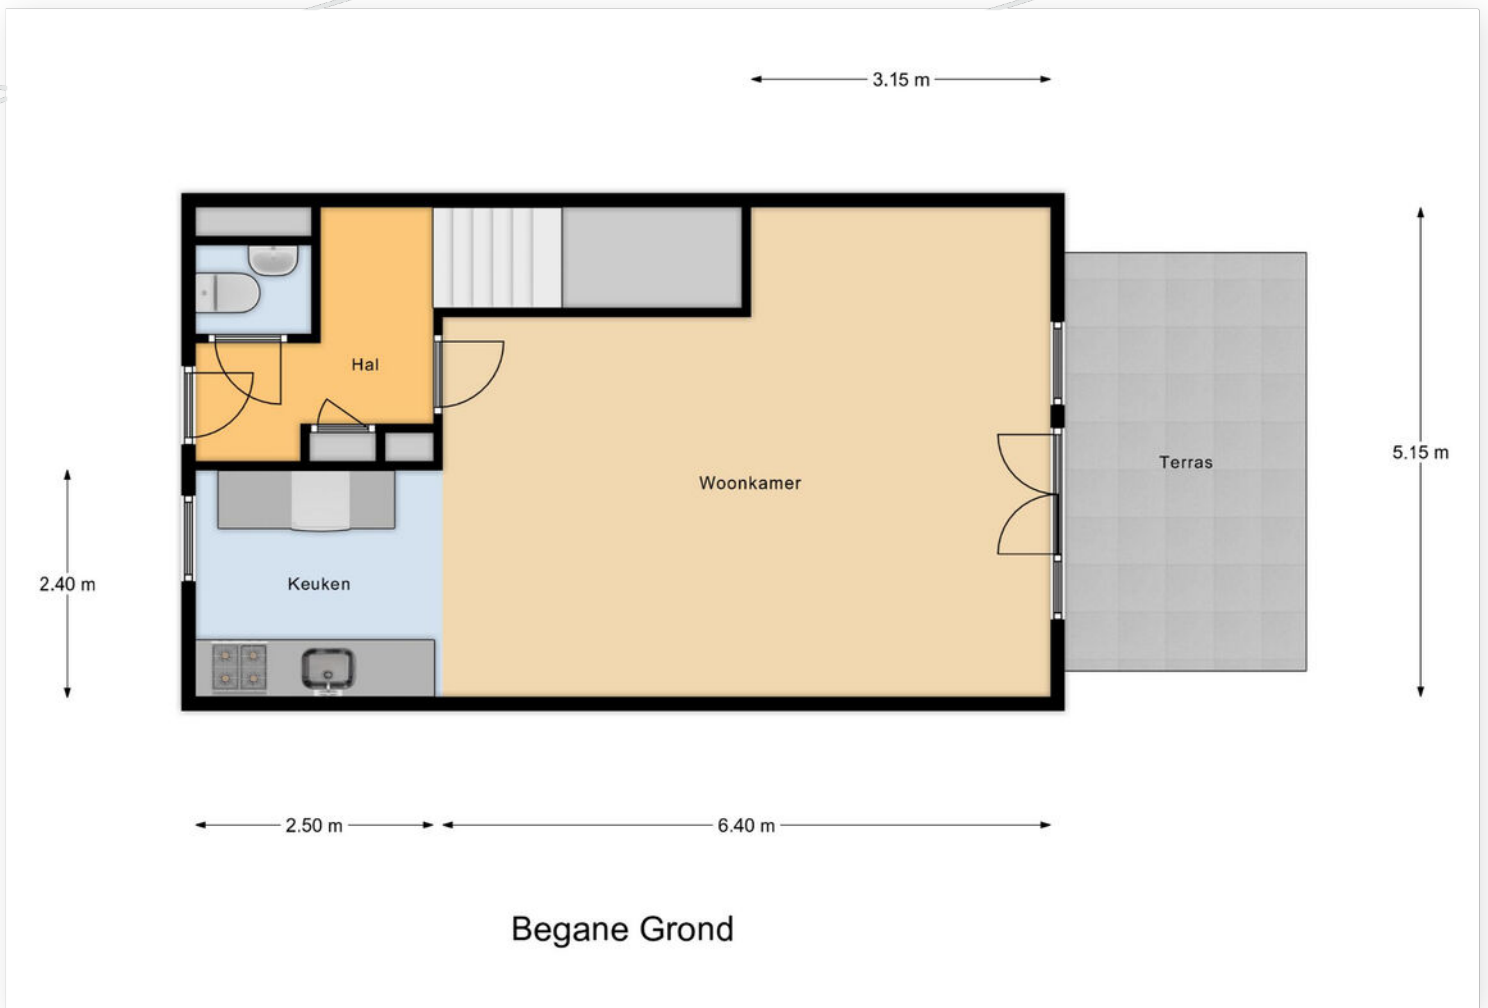 3.15 m
Hal
Woonkamer
Terras
5.15 m
Keuken
2.40 m
2.50 m
6.40 m
Begane Grond